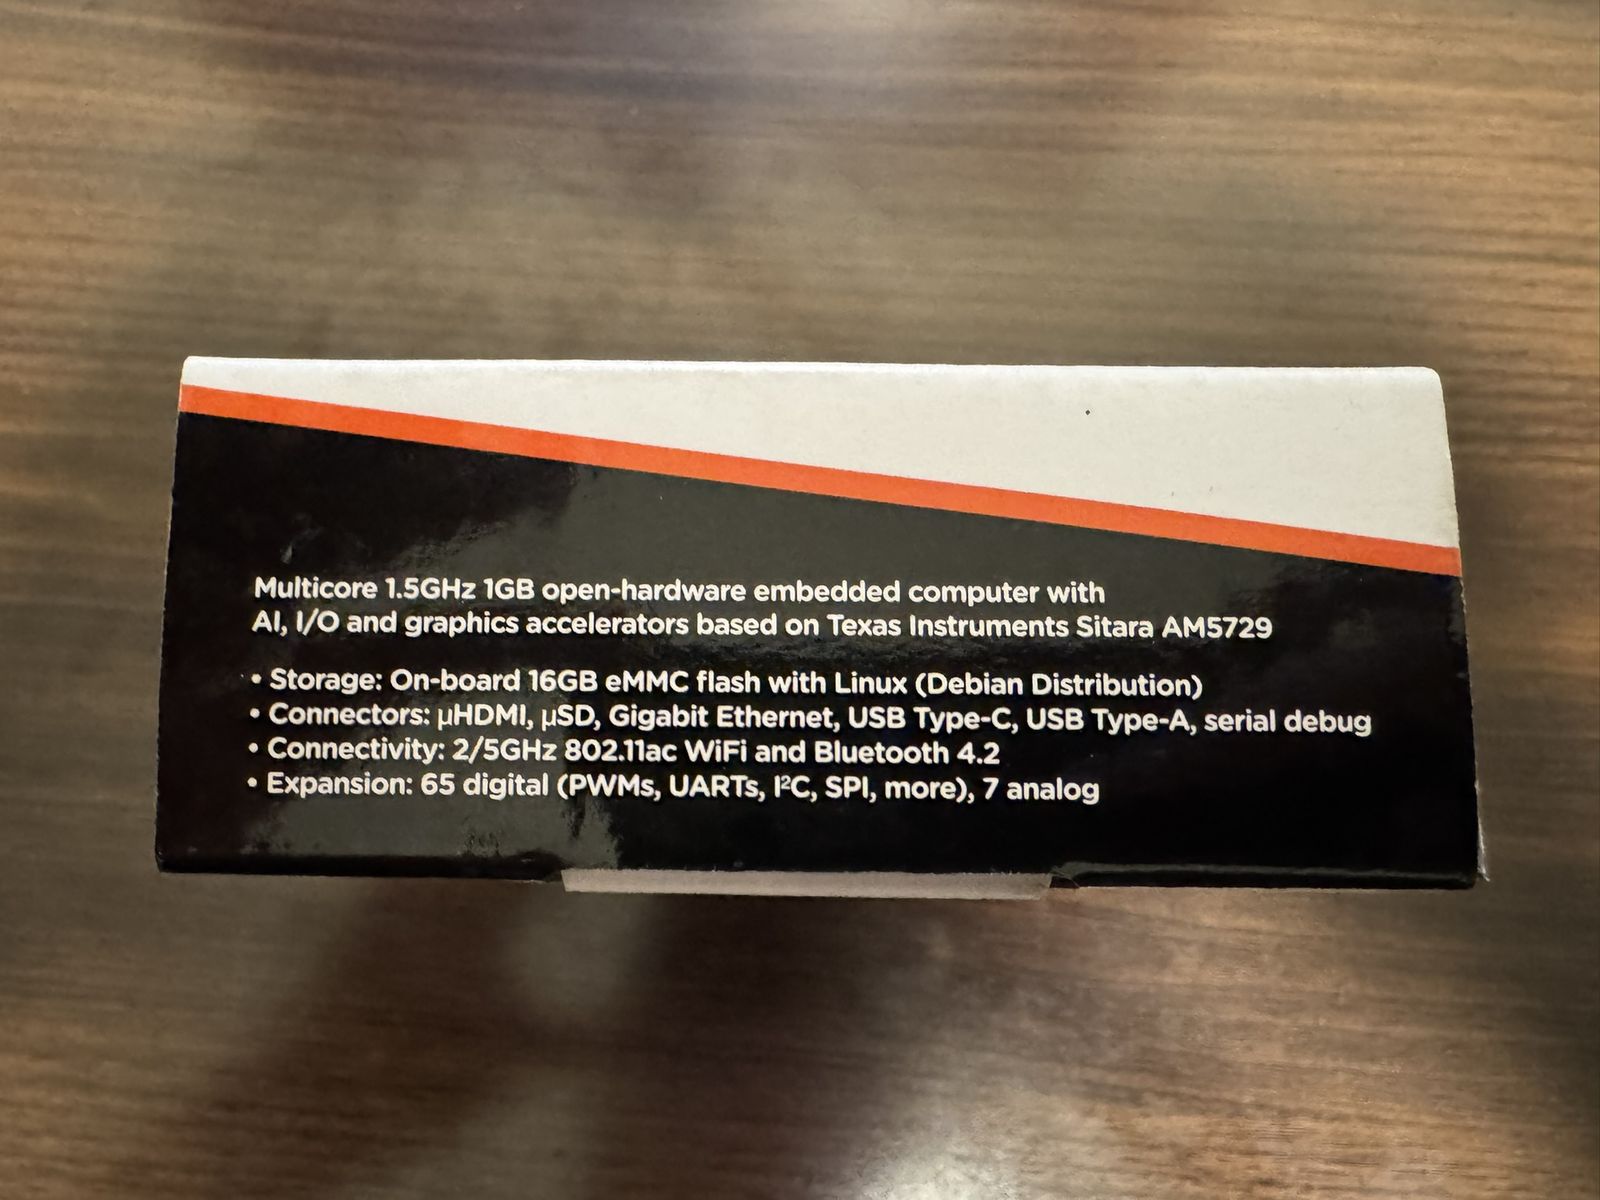 Multicore 1.5GHz 1GB open-hardware embedded computer with
AI, I/O and graphics accelerators based on Texas Instruments Sitara AM5729
• Storage: On-board 16GB eMMC flash with Linux (Debian Distribution)
• Connectors: µHDMI, µSD, Gigabit Ethernet, USB Type-C, USB Type-A, serial debug
• Connectivity: 2/5GHz 802.11ac WiFi and Bluetooth 4.2
• Expansion: 65 digital (PWMs, UARTs, I²C, SPI, more), 7 analog